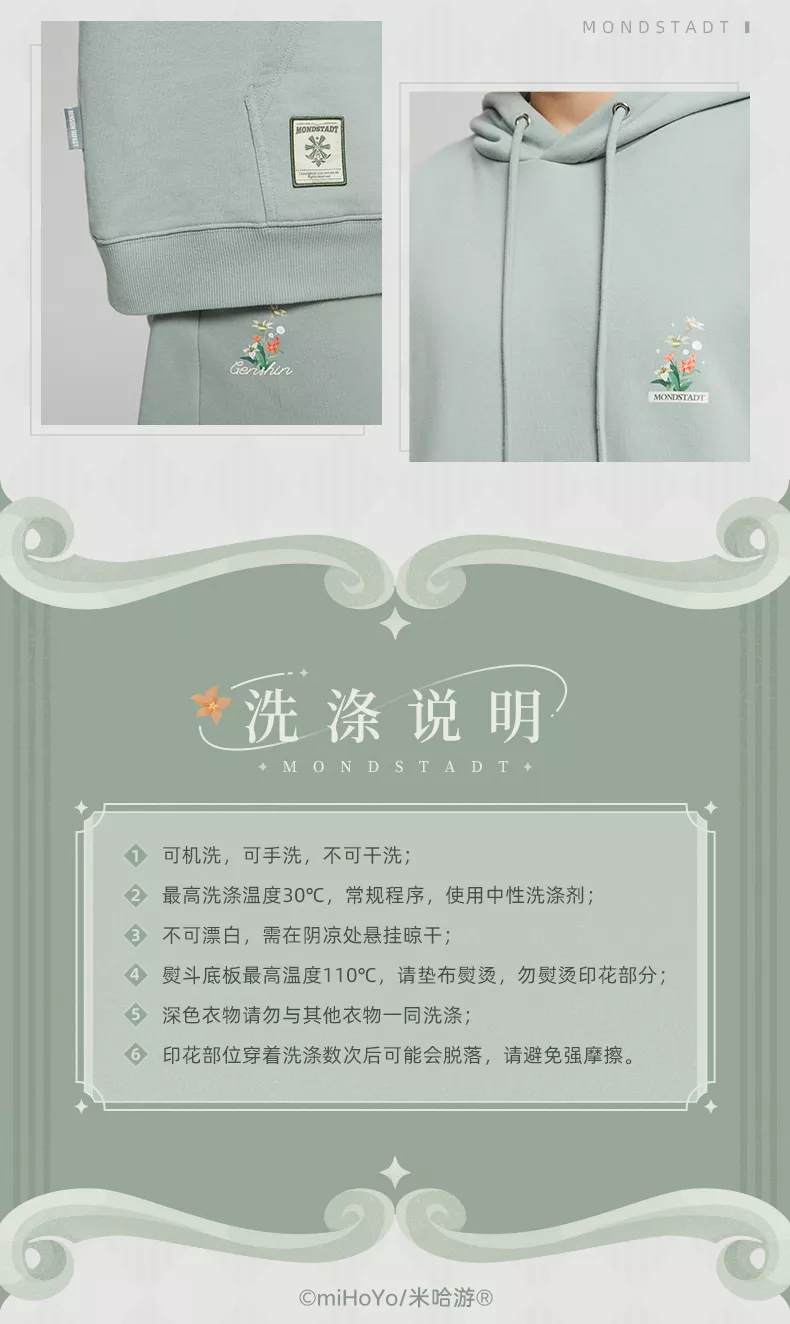 MONDSTADT
MONDSTADT
Genshin
MONDSTADT
洗涤说明
MONDSTADT
1 可机洗，可手洗，不可干洗；
2 最高洗涤温度30℃，常规程序，使用中性洗涤剂；
3 不可漂白，需在阴凉处悬挂晾干；
4 熨斗底板最高温度110℃，请垫布熨烫，勿熨烫印花部分；
5 深色衣物请勿与其他衣物一同洗涤；
6 印花部位穿着洗涤数次后可能会脱落，请避免强摩擦。
©miHoYo/米哈游®